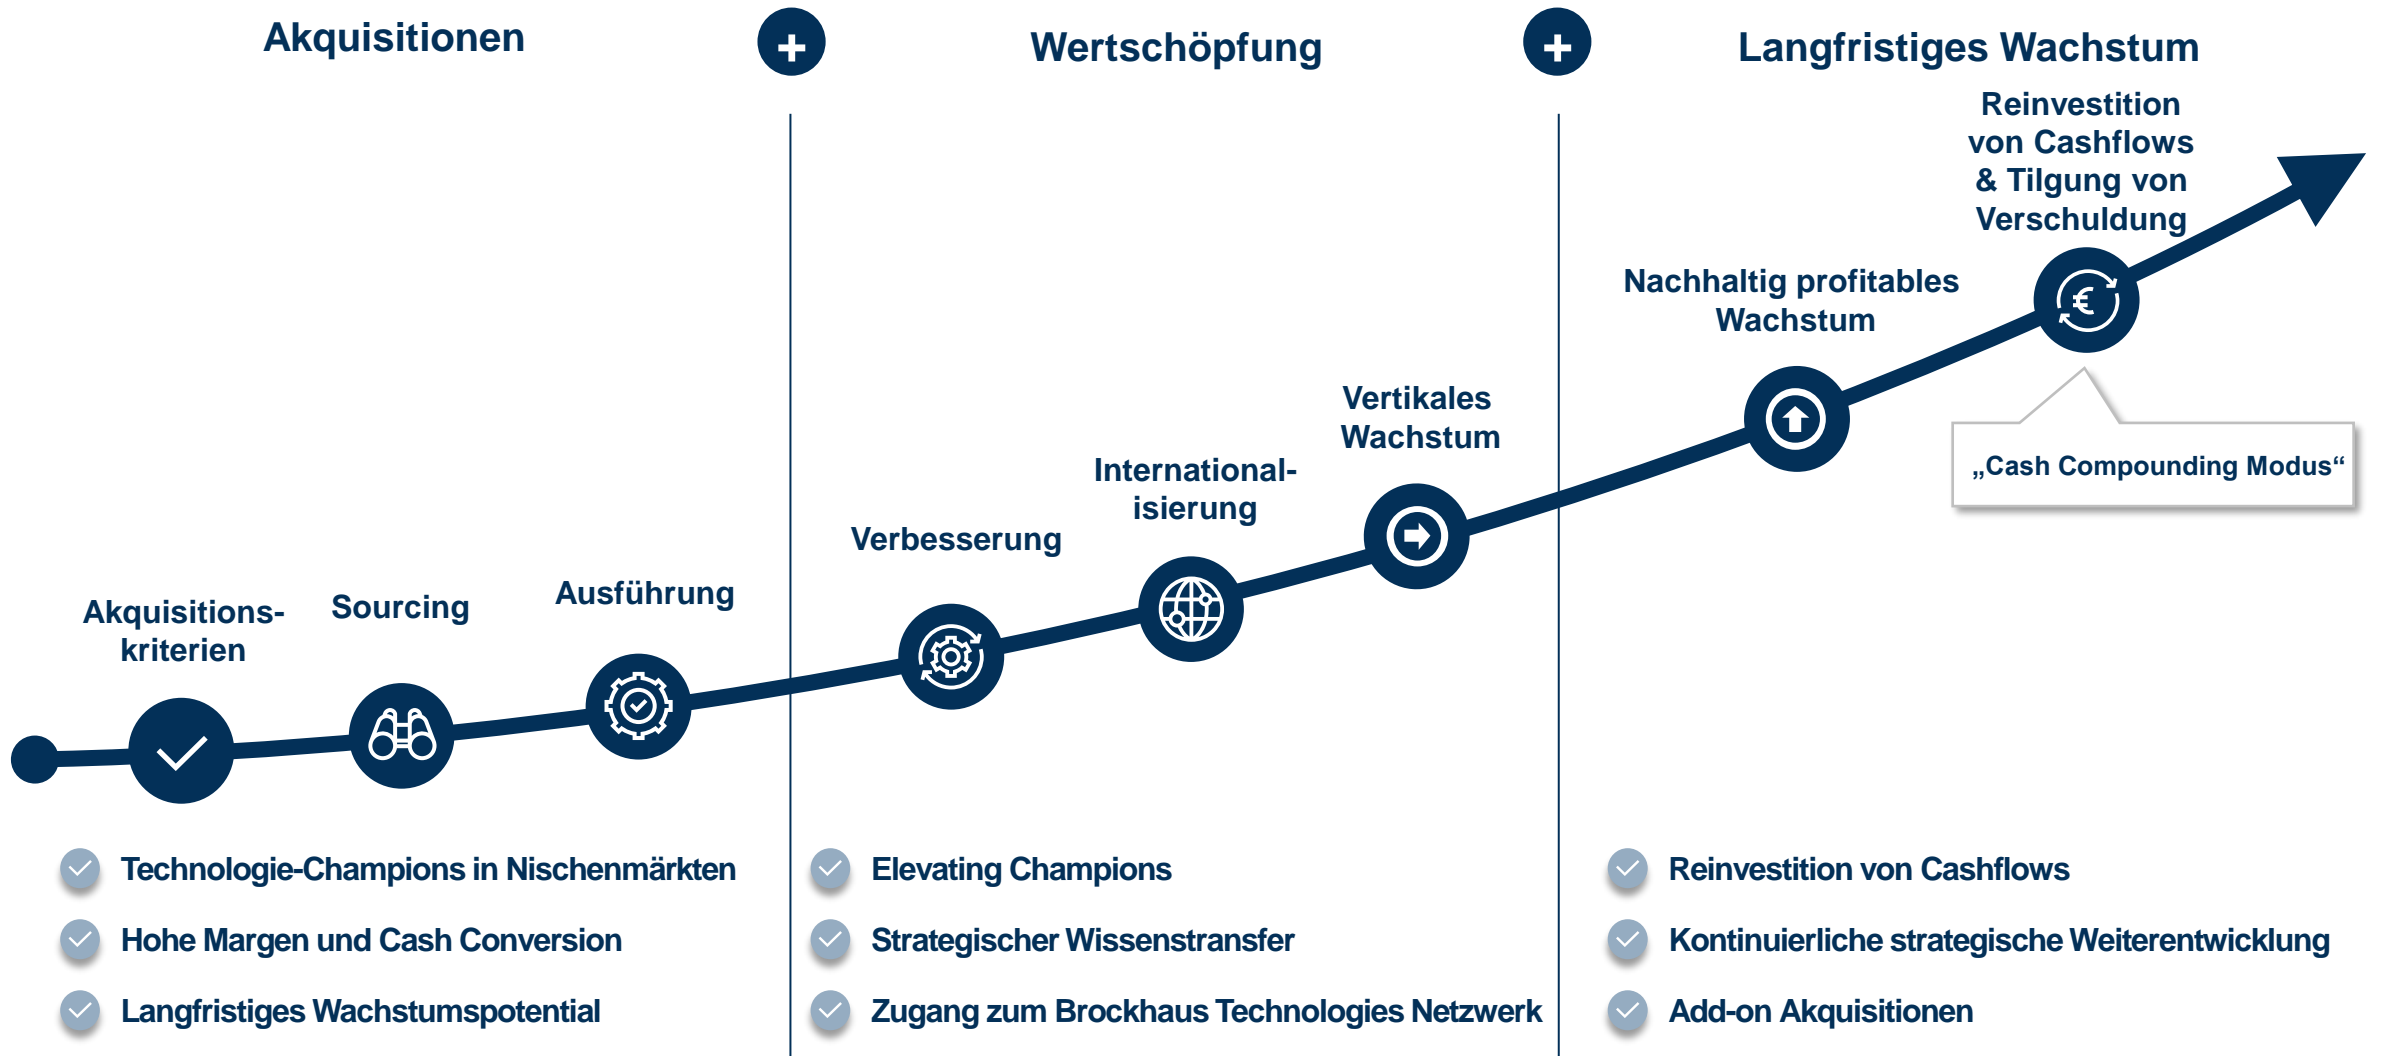 Akquisitionen
+
Wertschöpfung
+
Langfristiges Wachstum
Akquisitions-
kriterien
Sourcing
Ausführung
Verbesserung
International-
isierung
Vertikales
Wachstum
Nachhaltig profitables
Wachstum
Reinvestition
von Cashflows
& Tilgung von
Verschuldung
€
„Cash Compounding Modus“
Technologie-Champions in Nischenmärkten
Hohe Margen und Cash Conversion
Langfristiges Wachstumspotential
Elevating Champions
Strategischer Wissenstransfer
Zugang zum Brockhaus Technologies Netzwerk
Reinvestition von Cashflows
Kontinuierliche strategische Weiterentwicklung
Add-on Akquisitionen